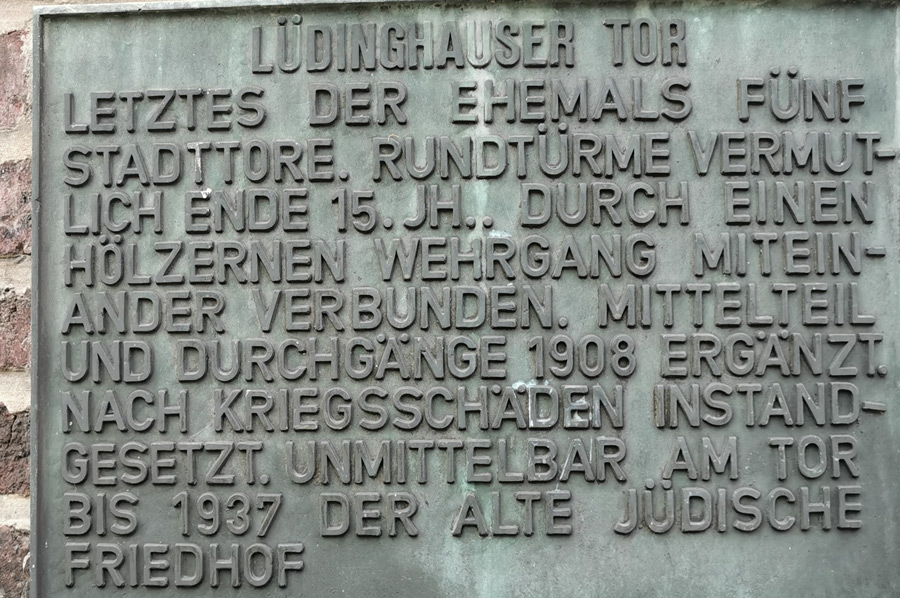 LÜDINGHAUSER TOR
LETZTES DER EHEMALS FÜNF
STADTTORE. RUNDTÜRME VERMUT-
LICH ENDE 15. JH.. DURCH EINEN
HÖLZERNEN WEHRGANG MITEIN-
ANDER VERBUNDEN. MITTELTEIL
UND DURCHGÄNGE 1908 ERGÄNZT.
NACH KRIEGSSCHÄDEN INSTAND-
GESETZT. UNMITTELBAR AM TOR
BIS 1937 DER ALTE JÜDISCHE
FRIEDHOF